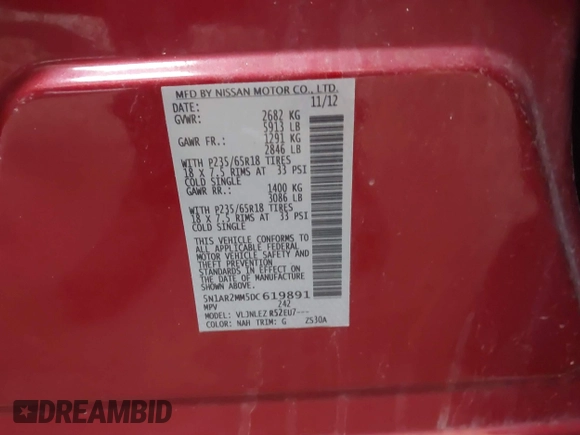 MFD BY NISSAN MOTOR CO., LTD.
DATE: 11/12
GVWR: 2682 KG
5913 LB
GAWR FR.: 1291 KG
2846 LB
WITH P235/65R18 TIRES
18 X 7.5 RIMS AT 33 PSI
COLD SINGLE
GAWR RR.: 1400 KG
3086 LB
WITH P235/65R18 TIRES
18 X 7.5 RIMS AT 33 PSI
COLD SINGLE
THIS VEHICLE CONFORMS TO
ALL APPLICABLE FEDERAL
MOTOR VEHICLE SAFETY
AND THEFT PREVENTION
STANDARDS IN EFFECT ON
THE DATE OF MANUFACTURE
SHOWN ABOVE.
5N1AR2MM5DC 619891
MPV 242
MODEL: VLJNLEZ R52EU7---
COLOR: NAH TRIM: G ZS30A
DREAMBID